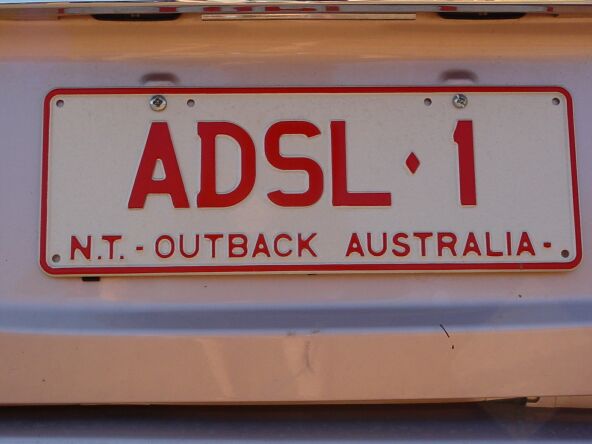 ADSL♦1
N.T. - OUTBACK AUSTRALIA -